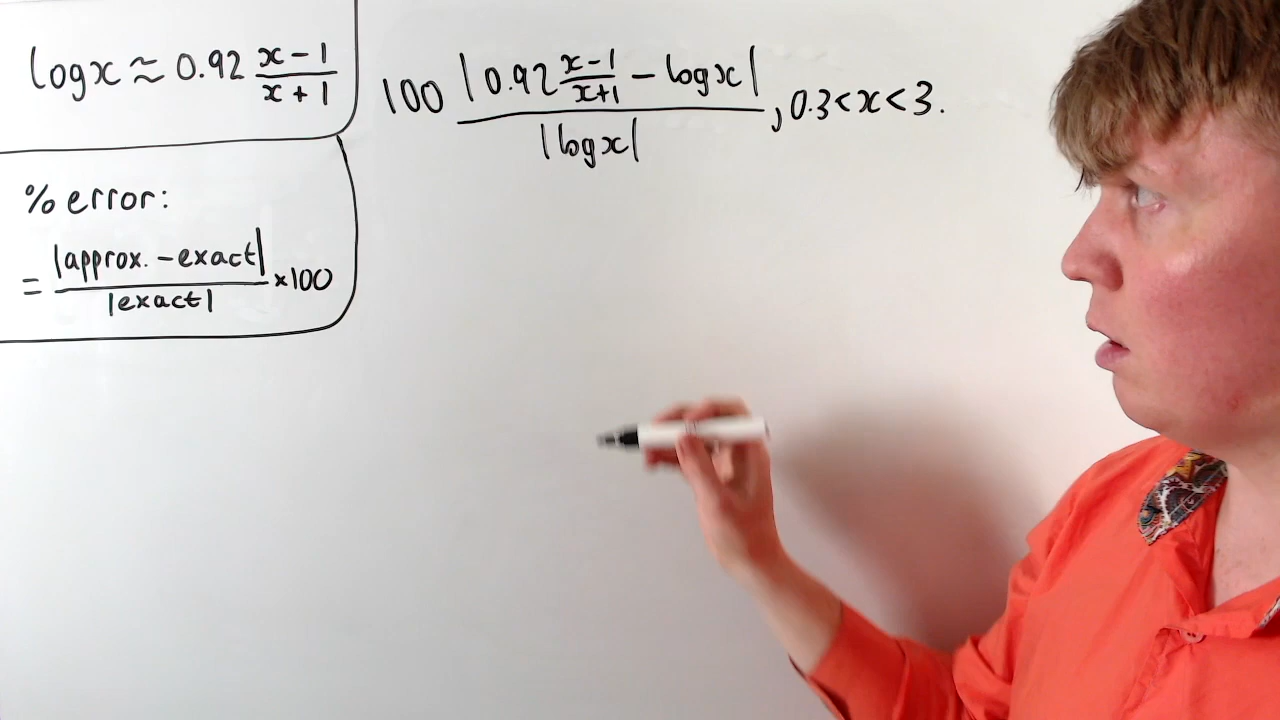 log x ≈ 0.92 (x − 1)/(x + 1)
% error:
= |approx. − exact|/|exact| × 100
100 |0.92 (x−1)/(x+1) − log x|/|log x| , 0.3 < x < 3.